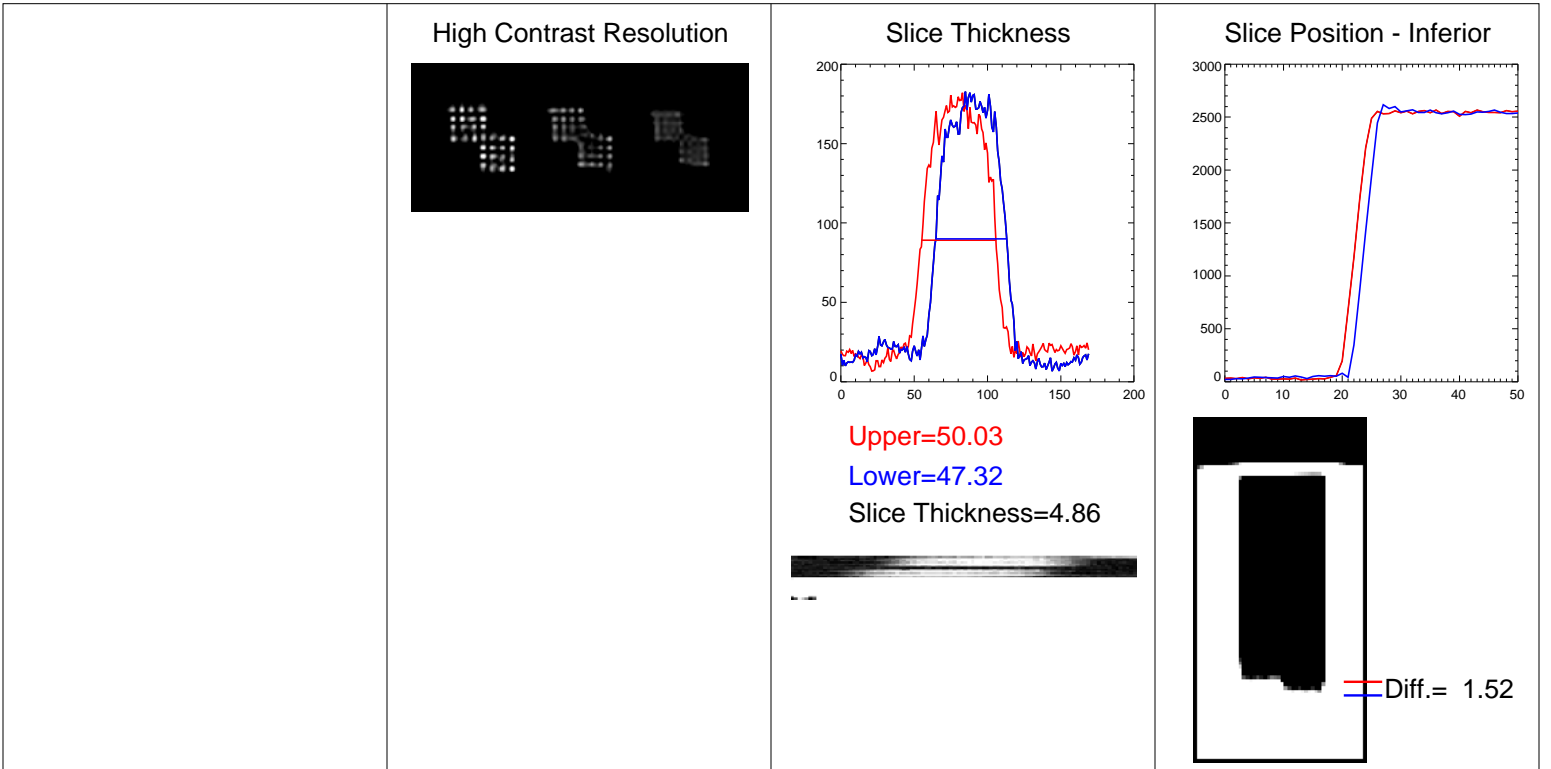 High Contrast Resolution
Slice Thickness
200
150
100
50
0
0 50 100 150 200
Upper=50.03
Lower=47.32
Slice Thickness=4.86
Slice Position - Inferior
3000
2500
2000
1500
1000
500
0
0 10 20 30 40 50
Diff.= 1.52